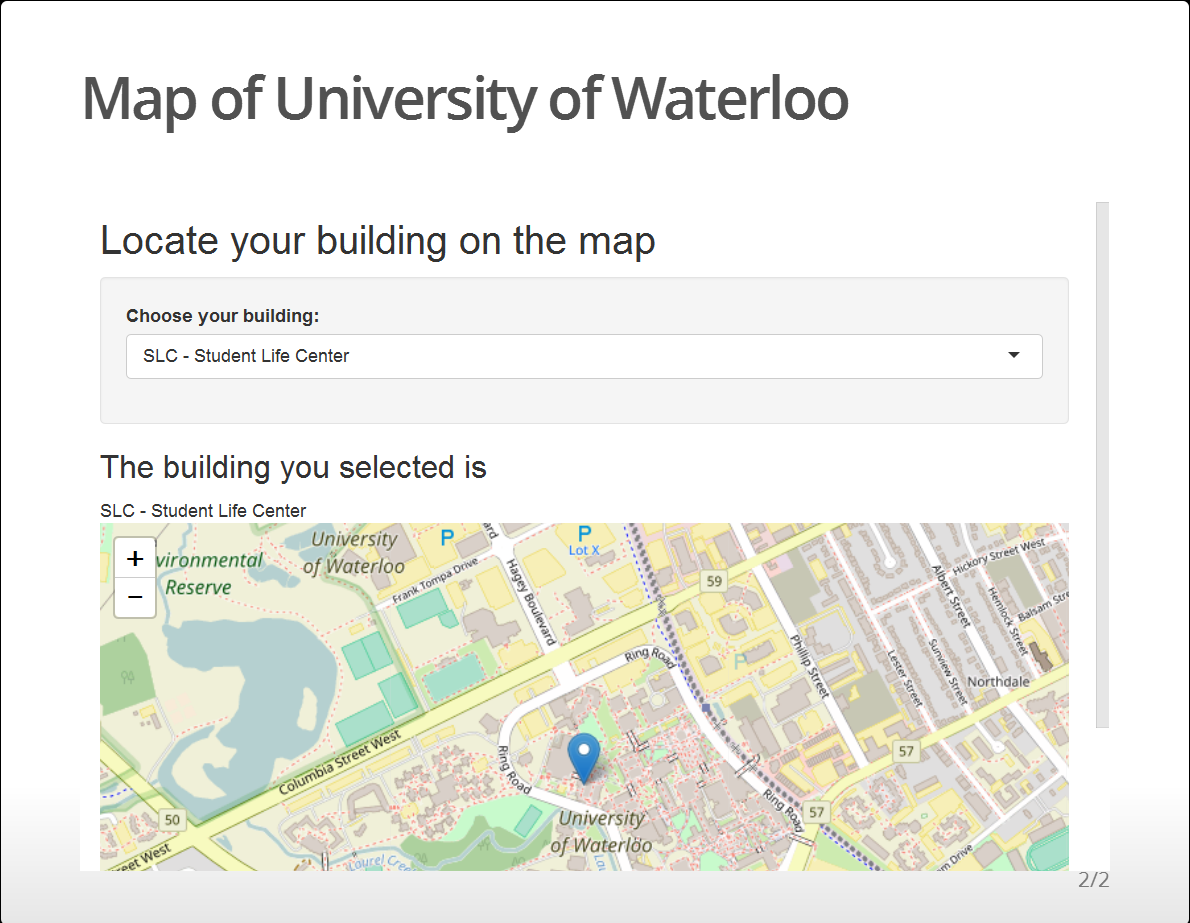 Map of University of Waterloo
Locate your building on the map
Choose your building:
SLC - Student Life Center
The building you selected is
SLC - Student Life Center
+
−
vironmental
Reserve
University
of Waterloo
P
P
Lot X
Frank Tompa Drive
Hagey Boulevard
59
Hickory Street West
Albert Street
Hemlock Street
Balsam Stre
Ring Road
P
Phillip Street
Lester Street
Sunview Street
Northdale
Columbia Street West
Ring Road
57
50
Ring Road
57
University
of Waterloo
reet West
Laurel Cree
Lau
m Drive
2/2